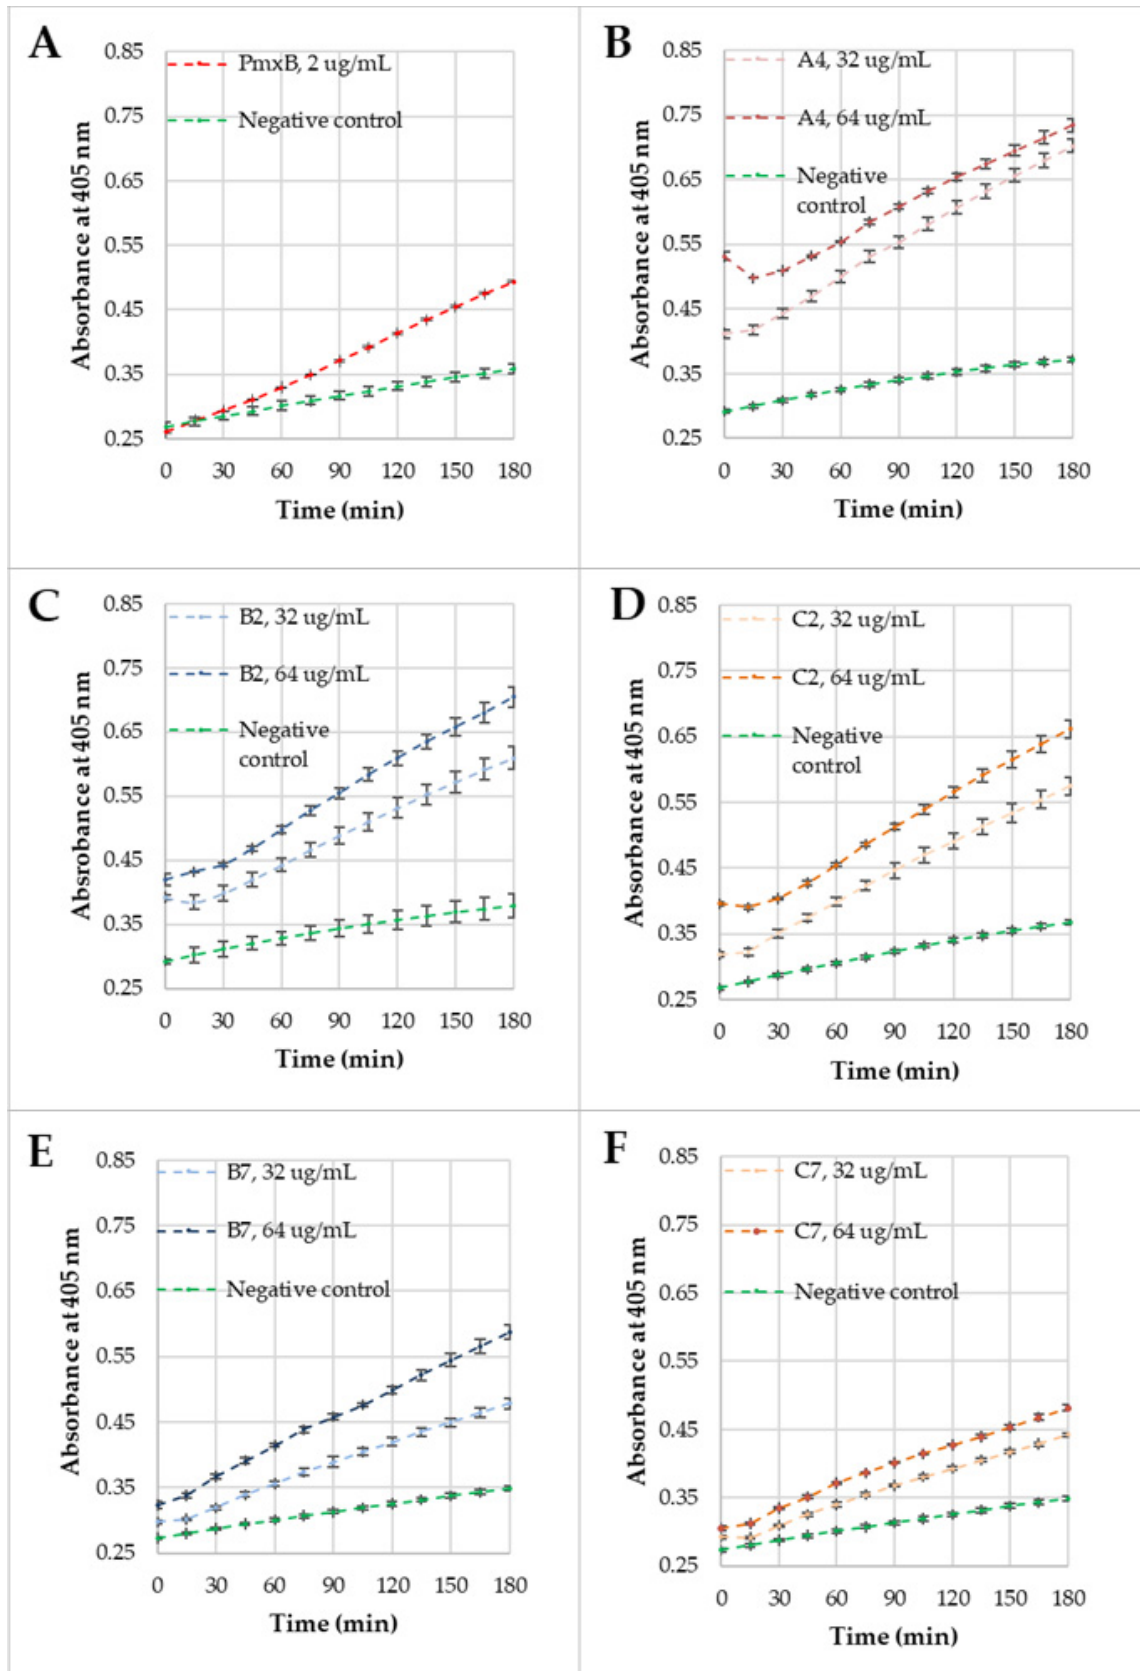 A
Absorbance at 405 nm
0.85
0.75
0.65
0.55
0.45
0.35
0.25
PmxB, 2 ug/mL
Negative control
0 30 60 90 120 150 180
Time (min)
B
Absorbance at 405 nm
0.85
0.75
0.65
0.55
0.45
0.35
0.25
A4, 32 ug/mL
A4, 64 ug/mL
Negative
control
0 30 60 90 120 150 180
Time (min)
C
Absrobance at 405 nm
0.85
0.75
0.65
0.55
0.45
0.35
0.25
B2, 32 ug/mL
B2, 64 ug/mL
Negative
control
0 30 60 90 120 150 180
Time (min)
D
Absorbance at 405 nm
0.85
0.75
0.65
0.55
0.45
0.35
0.25
C2, 32 ug/mL
C2, 64 ug/mL
Negative
control
0 30 60 90 120 150 180
Time (min)
E
Absorbance at 405 nm
0.85
0.75
0.65
0.55
0.45
0.35
0.25
B7, 32 ug/mL
B7, 64 ug/mL
Negative control
0 30 60 90 120 150 180
Time (min)
F
Absorbance at 405 nm
0.85
0.75
0.65
0.55
0.45
0.35
0.25
C7, 32 ug/mL
C7, 64 ug/mL
Negative control
0 30 60 90 120 150 180
Time (min)